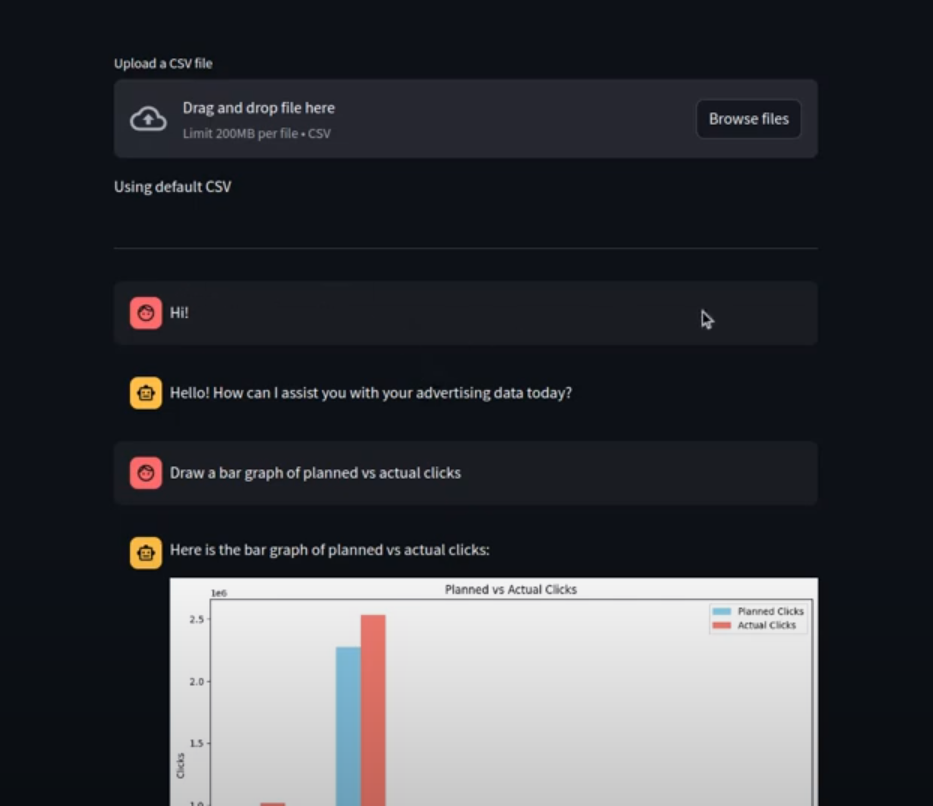 Upload a CSV file
Drag and drop file here
Limit 200MB per file • CSV
Browse files
Using default CSV
Hi!
Hello! How can I assist you with your advertising data today?
Draw a bar graph of planned vs actual clicks
Here is the bar graph of planned vs actual clicks:
Planned vs Actual Clicks
1e6
Planned Clicks
Actual Clicks
2.5
2.0
1.5
Clicks
1.0